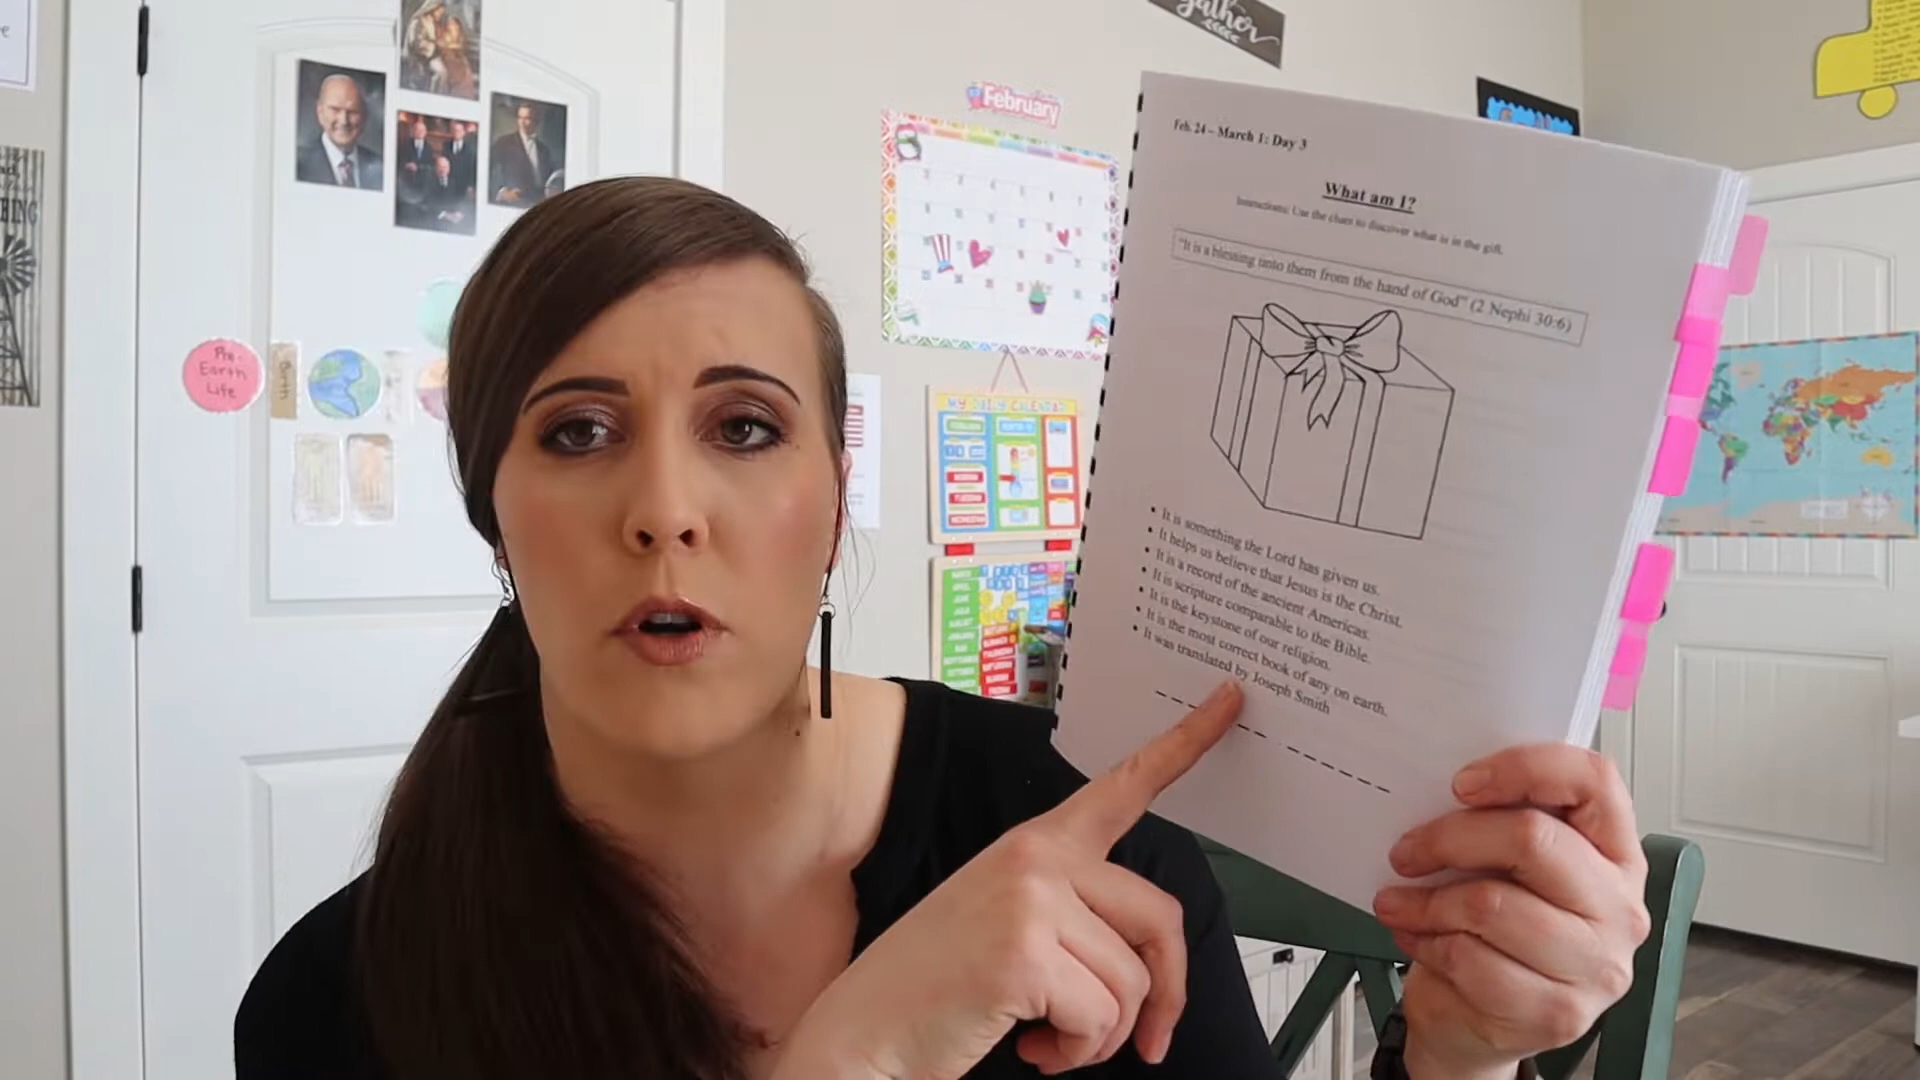 gather
February
Feb. 24 – March 1: Day 3
What am I?
Instructions: Use the clues to discover what is in the gift.
"It is a blessing unto them from the hand of God" (2 Nephi 30:6)
• It is something the Lord has given us.
• It helps us believe that Jesus is the Christ.
• It is a record of the ancient Americas.
• It is scripture comparable to the Bible.
• It is the keystone of our religion.
• It is the most correct book of any on earth.
• It was translated by Joseph Smith
Pre-
Earth
Life
Birth
MY DAILY CALENDAR